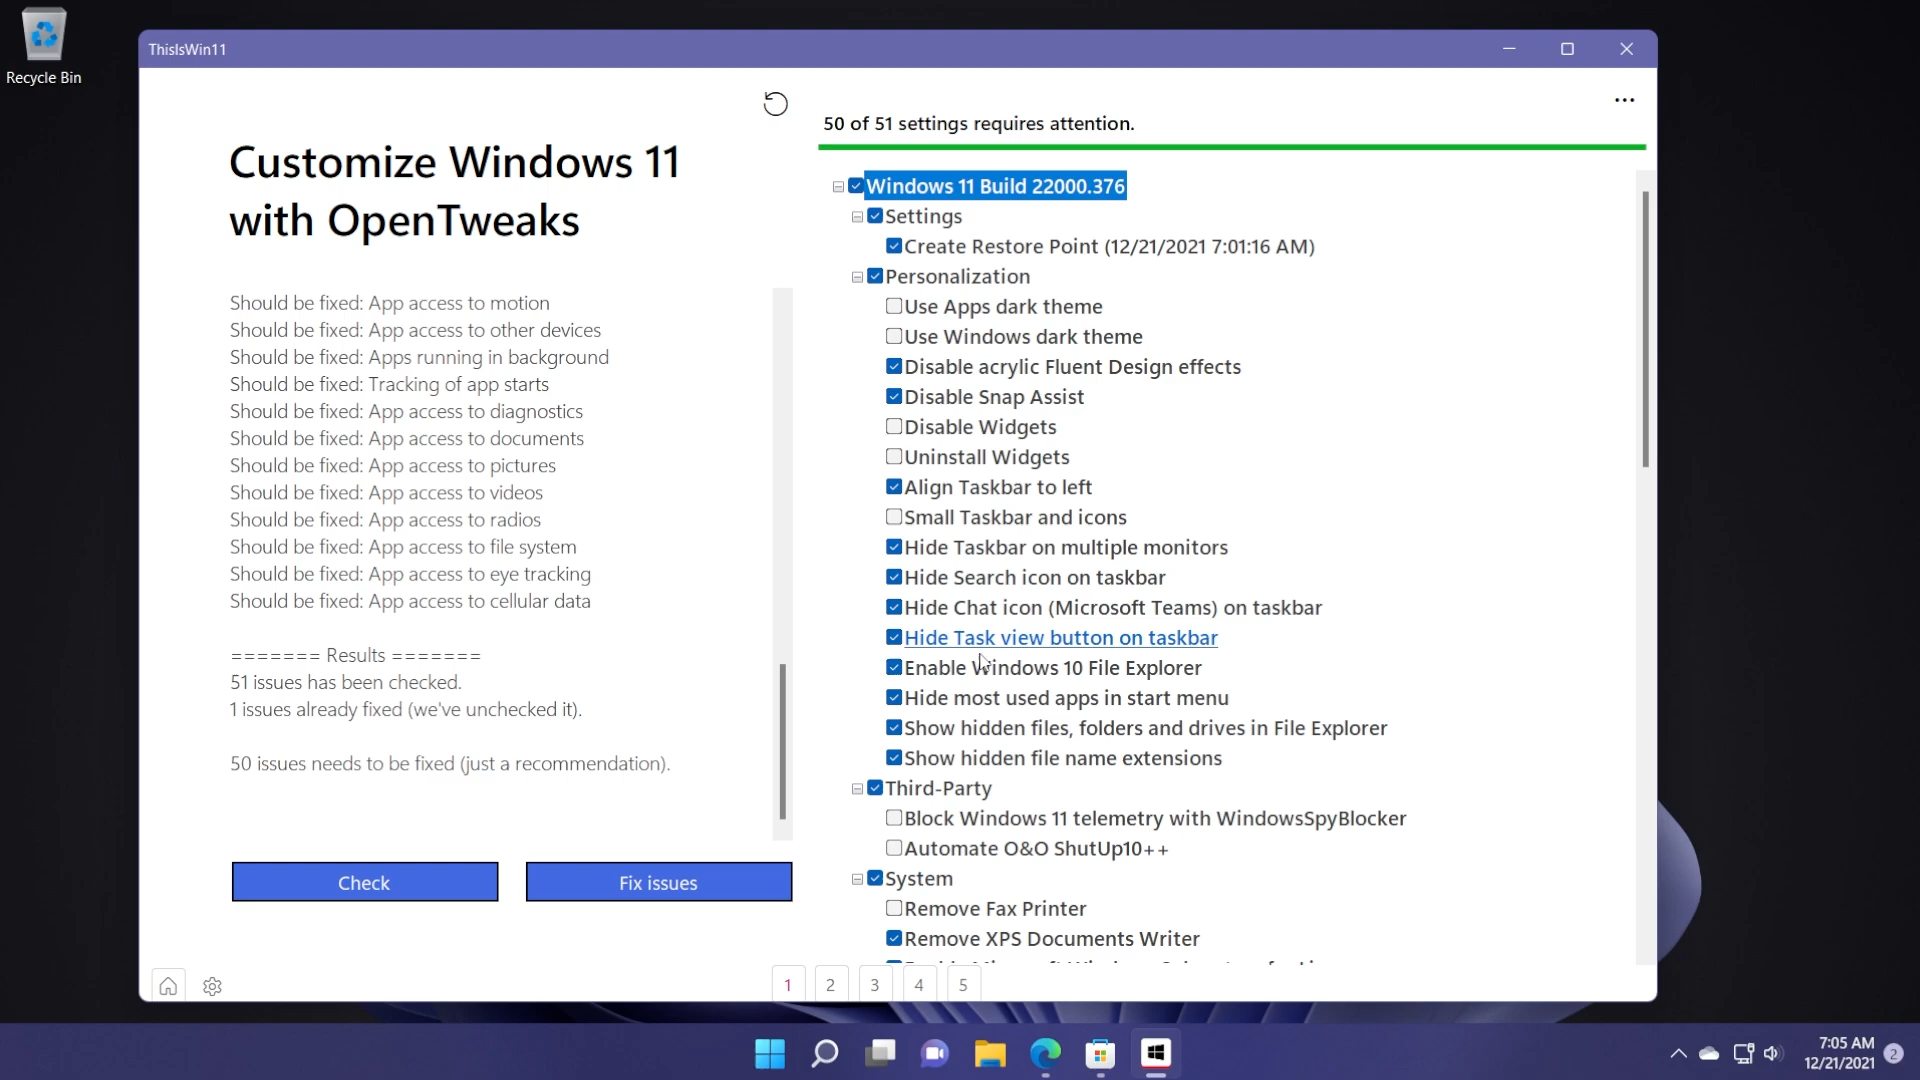 Recycle Bin
ThisIsWin11
Customize Windows 11
with OpenTweaks
Should be fixed: App access to motion
Should be fixed: App access to other devices
Should be fixed: Apps running in background
Should be fixed: Tracking of app starts
Should be fixed: App access to diagnostics
Should be fixed: App access to documents
Should be fixed: App access to pictures
Should be fixed: App access to videos
Should be fixed: App access to radios
Should be fixed: App access to file system
Should be fixed: App access to eye tracking
Should be fixed: App access to cellular data
======= Results =======
51 issues has been checked.
1 issues already fixed (we've unchecked it).
50 issues needs to be fixed (just a recommendation).
Check
Fix issues
50 of 51 settings requires attention.
Windows 11 Build 22000.376
Settings
Create Restore Point (12/21/2021 7:01:16 AM)
Personalization
Use Apps dark theme
Use Windows dark theme
Disable acrylic Fluent Design effects
Disable Snap Assist
Disable Widgets
Uninstall Widgets
Align Taskbar to left
Small Taskbar and icons
Hide Taskbar on multiple monitors
Hide Search icon on taskbar
Hide Chat icon (Microsoft Teams) on taskbar
Hide Task view button on taskbar
Enable Windows 10 File Explorer
Hide most used apps in start menu
Show hidden files, folders and drives in File Explorer
Show hidden file name extensions
Third-Party
Block Windows 11 telemetry with WindowsSpyBlocker
Automate O&O ShutUp10++
System
Remove Fax Printer
Remove XPS Documents Writer
1 2 3 4 5
7:05 AM
12/21/2021
2